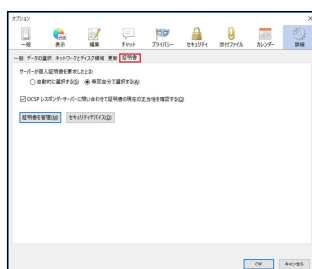 オプション
一般 表示 編集 チャット プライバシー セキュリティ 添付ファイル カレンダー 詳細
一般 データの選択 ネットワークとディスク領域 更新 証明書
サーバーが個人証明書を要求したとき:
自動的に選択する(S) 毎回自分で選択する(A)
OCSP レスポンダーサーバーに問い合わせて証明書の現在の正当性を確認する(Q)
証明書を管理(M) セキュリティデバイス(D)
OK キャンセル